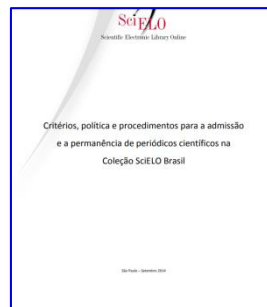 SciELO
Scientific Electronic Library Online
Critérios, política e procedimentos para a admissão
e a permanência de periódicos científicos na
Coleção SciELO Brasil
São Paulo – Setembro 2014